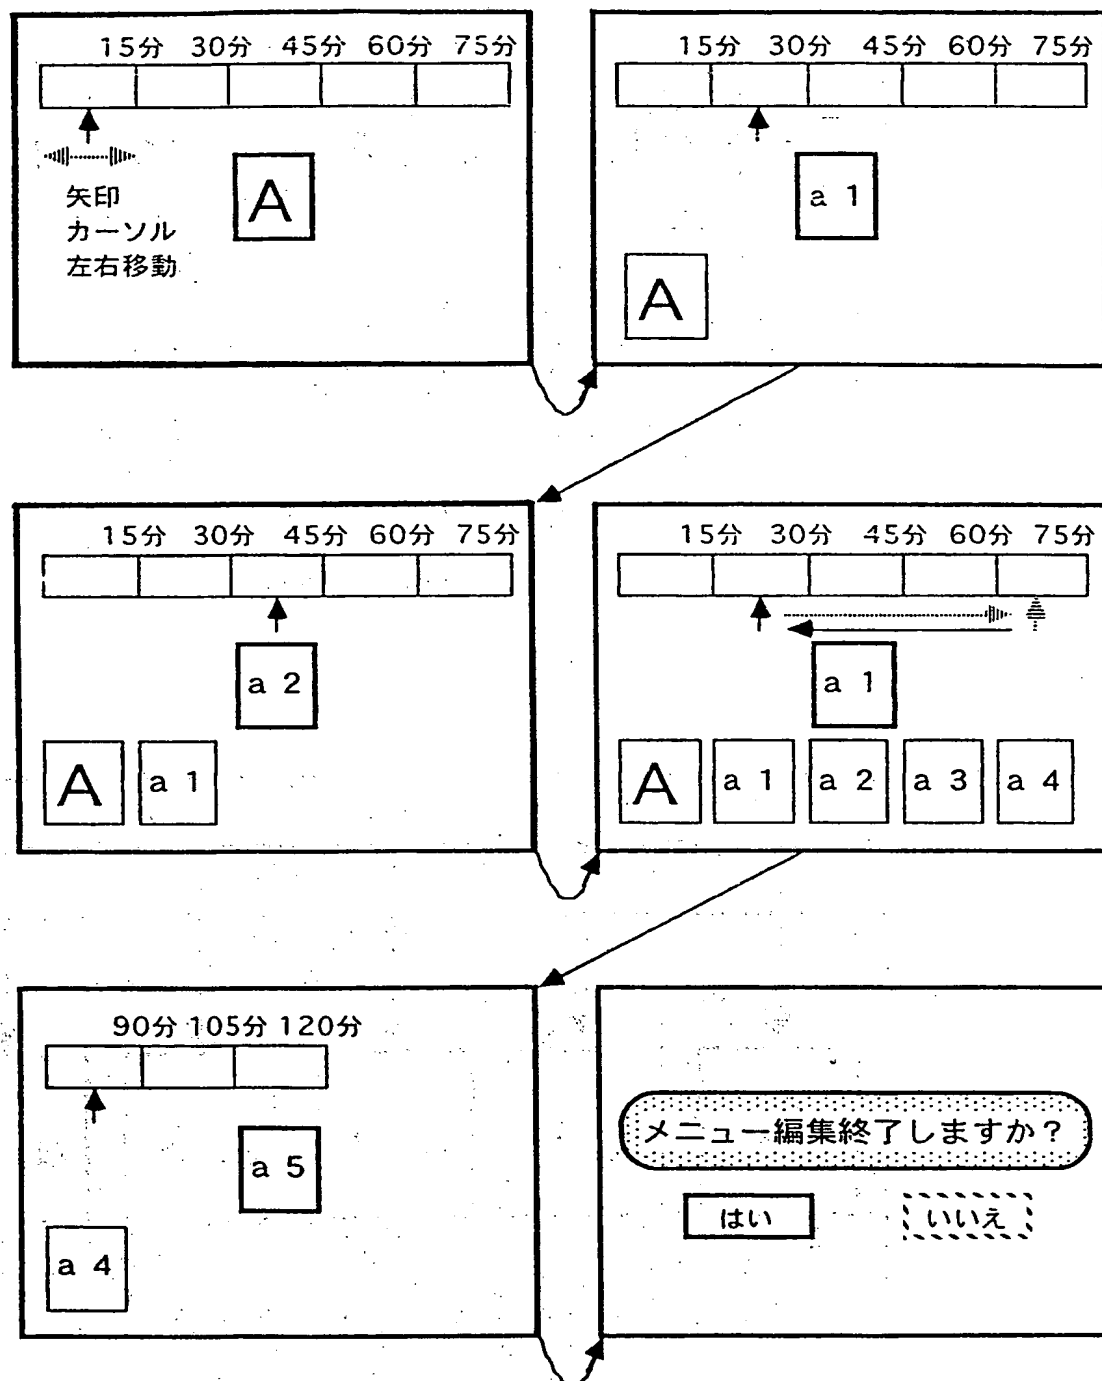 15分 30分 45分 60分 75分
矢印
カーソル
左右移動
A
15分 30分 45分 60分 75分
a 1
A
15分 30分 45分 60分 75分
a 2
A a 1
15分 30分 45分 60分 75分
a 1
A a 1 a 2 a 3 a 4
90分 105分 120分
a 5
a 4
メニュー編集終了しますか？
はい いいえ